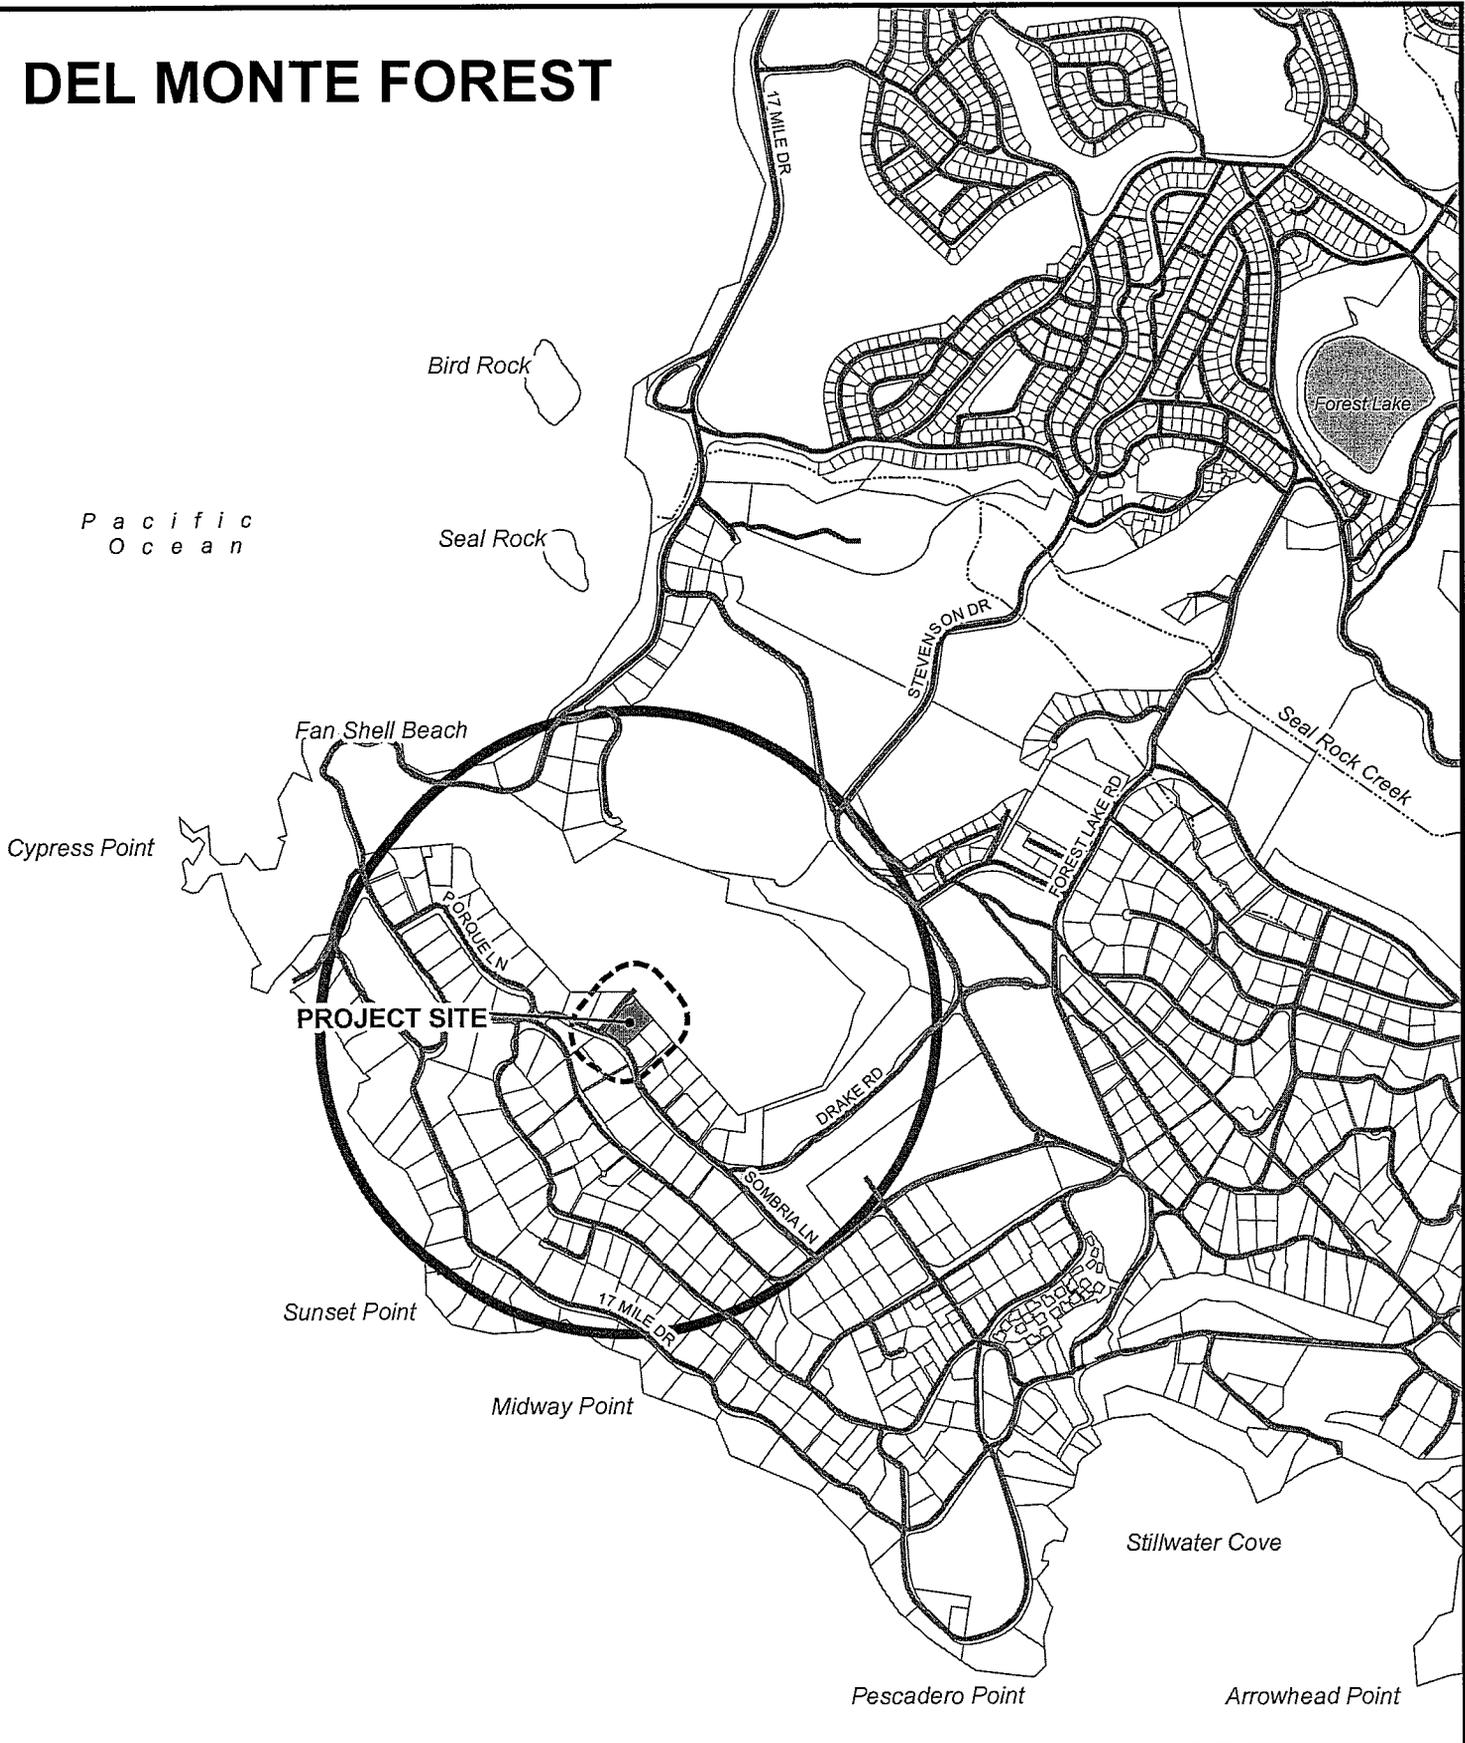 DEL MONTE FOREST
17 MILE DR
Bird Rock
Forest Lake
Pacific
Ocean
Seal Rock
STEVENSON DR
Fan Shell Beach
Seal Rock Creek
FOREST LAKE RD
Cypress Point
PORQUE LN
PROJECT SITE
DRAKE RD
SOMBRIA LN
Sunset Point
17 MILE DR
Midway Point
Stillwater Cove
Pescadero Point
Arrowhead Point